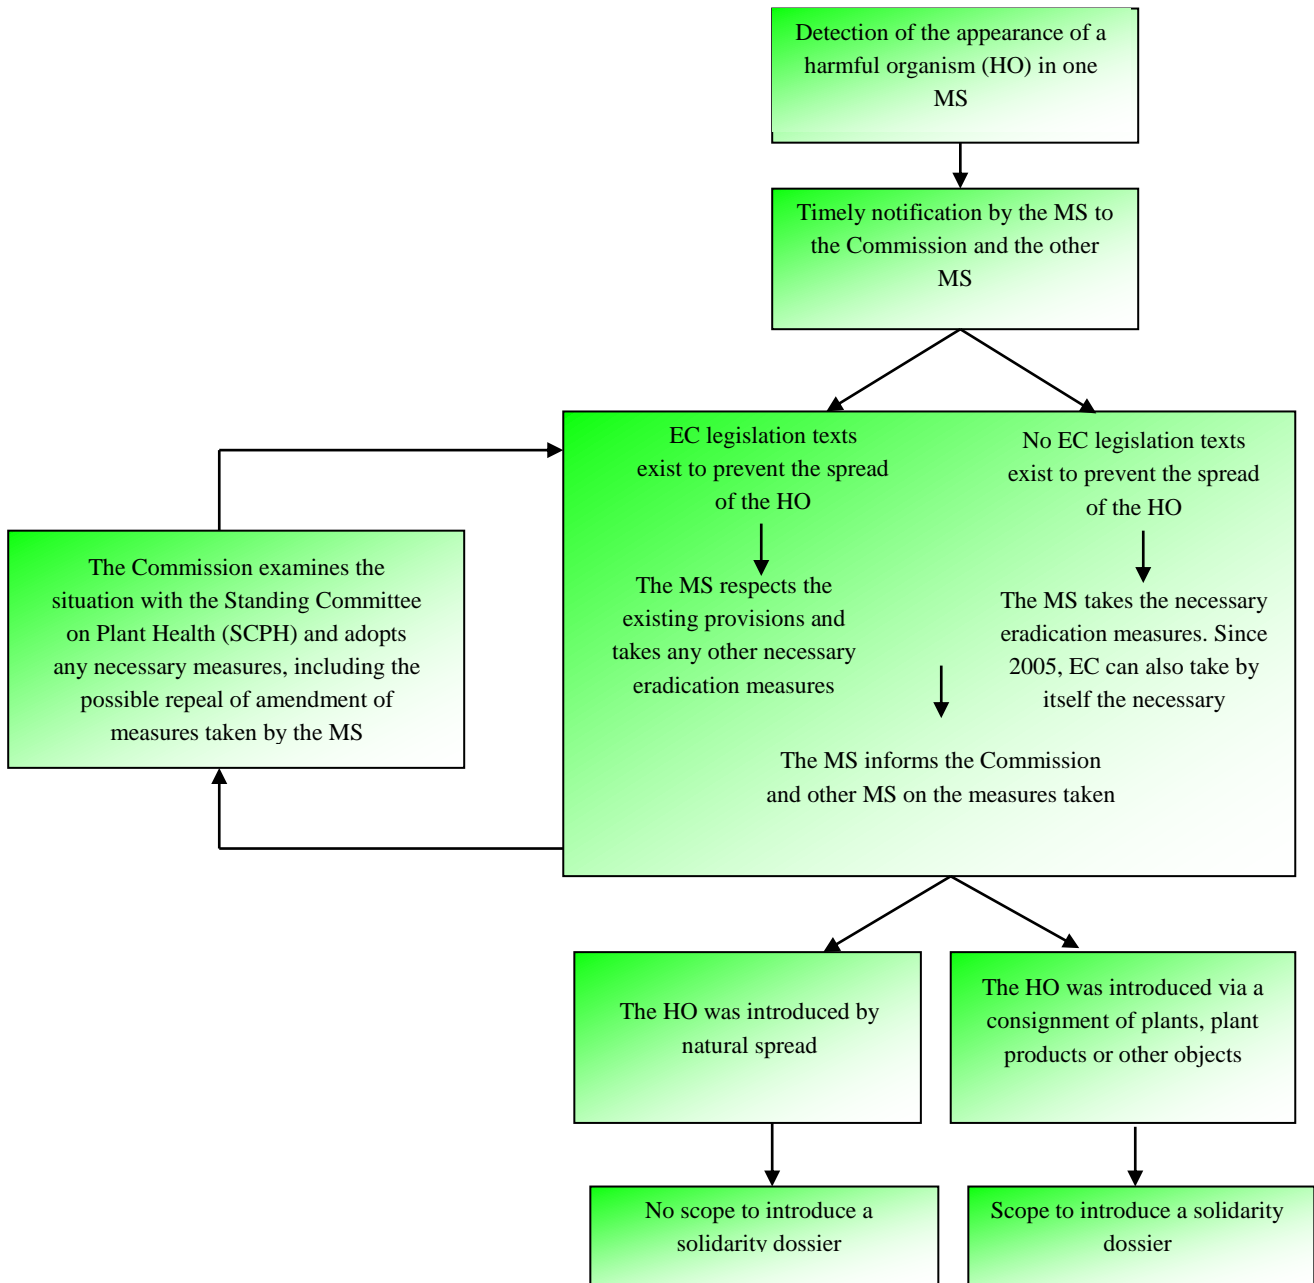 Detection of the appearance of a
harmful organism (HO) in one
MS
Timely notification by the MS to
the Commission and the other
MS
EC legislation texts
exist to prevent the spread
of the HO
No EC legislation texts
exist to prevent the spread
of the HO
The Commission examines the
situation with the Standing Committee
on Plant Health (SCPH) and adopts
any necessary measures, including the
possible repeal of amendment of
measures taken by the MS
The MS respects the
existing provisions and
takes any other necessary
eradication measures
The MS takes the necessary
eradication measures. Since
2005, EC can also take by
itself the necessary
The MS informs the Commission
and other MS on the measures taken
The HO was introduced by
natural spread
The HO was introduced via a
consignment of plants, plant
products or other objects
No scope to introduce a
solidarity dossier
Scope to introduce a solidarity
dossier